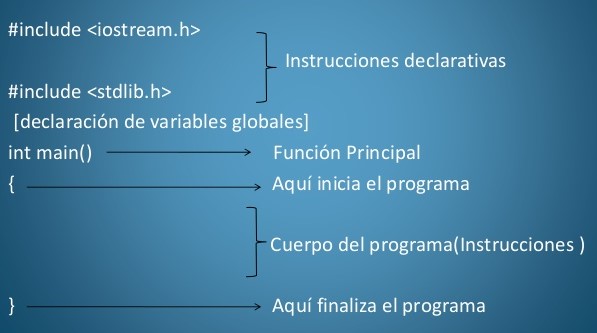 #include <iostream.h>
Instrucciones declarativas
#include <stdlib.h>
[declaración de variables globales]
int main() Función Principal
{ Aquí inicia el programa
Cuerpo del programa(Instrucciones )
} Aquí finaliza el programa